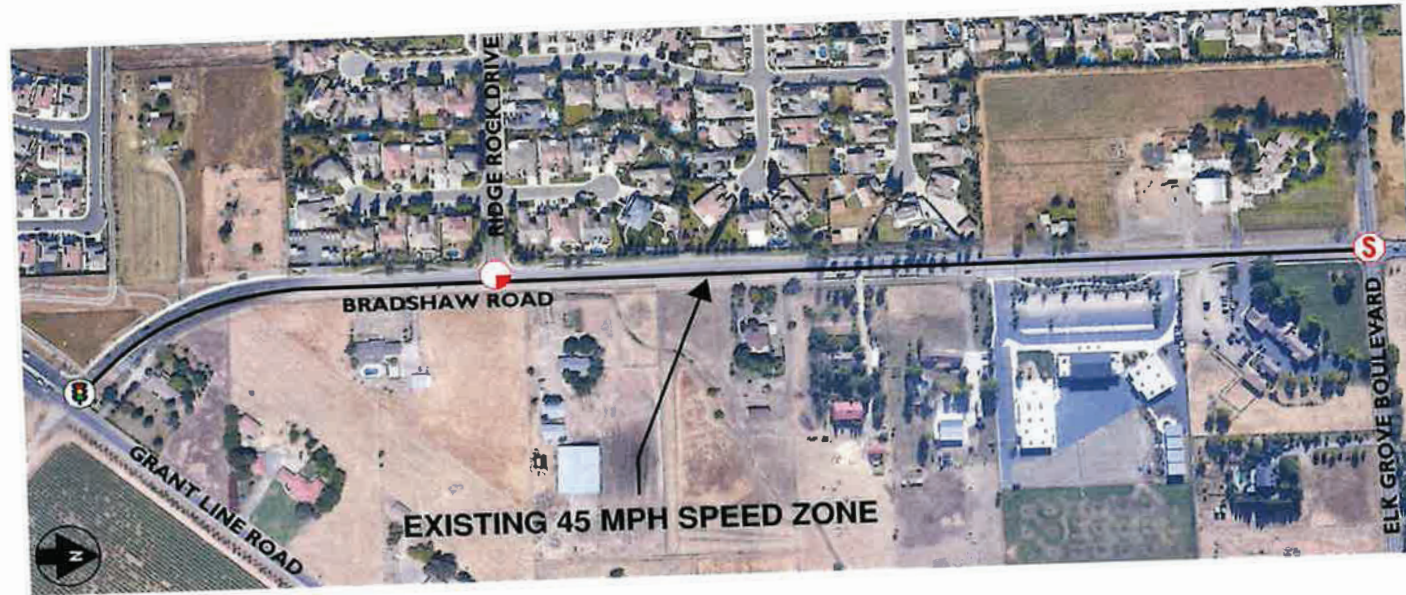 RIDGE ROCK DRIVE
BRADSHAW ROAD
S
ELK GROVE BOULEVARD
GRANT LINE ROAD
EXISTING 45 MPH SPEED ZONE
N